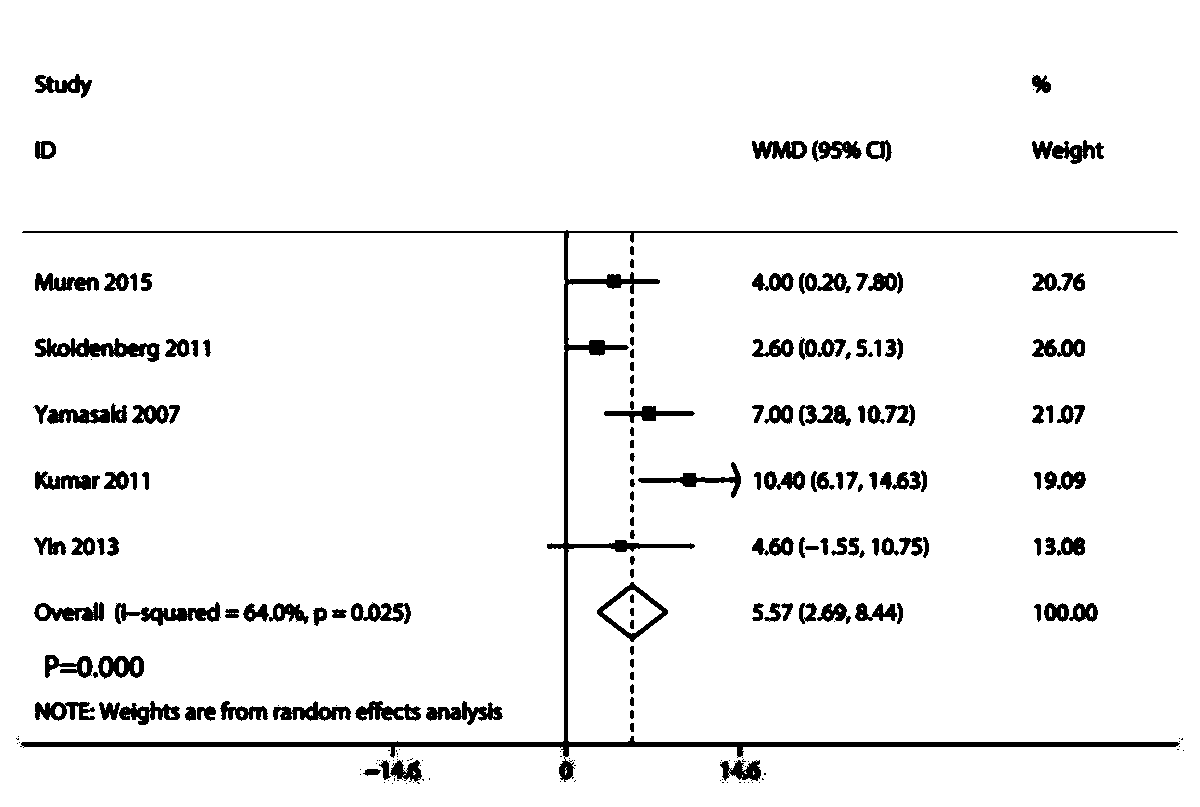 Study %
ID WMD (95% CI) Weight
Muren 2015 4.00 (0.20, 7.80) 20.76
Skoldenberg 2011 2.60 (0.07, 5.13) 26.00
Yamasaki 2007 7.00 (3.28, 10.72) 21.07
Kumar 2011 10.40 (6.17, 14.63) 19.09
Yin 2013 4.60 (−1.55, 10.75) 13.08
Overall (I−squared = 64.0%, p = 0.025) 5.57 (2.69, 8.44) 100.00
P=0.000
NOTE: Weights are from random effects analysis
−14.6 0 14.6